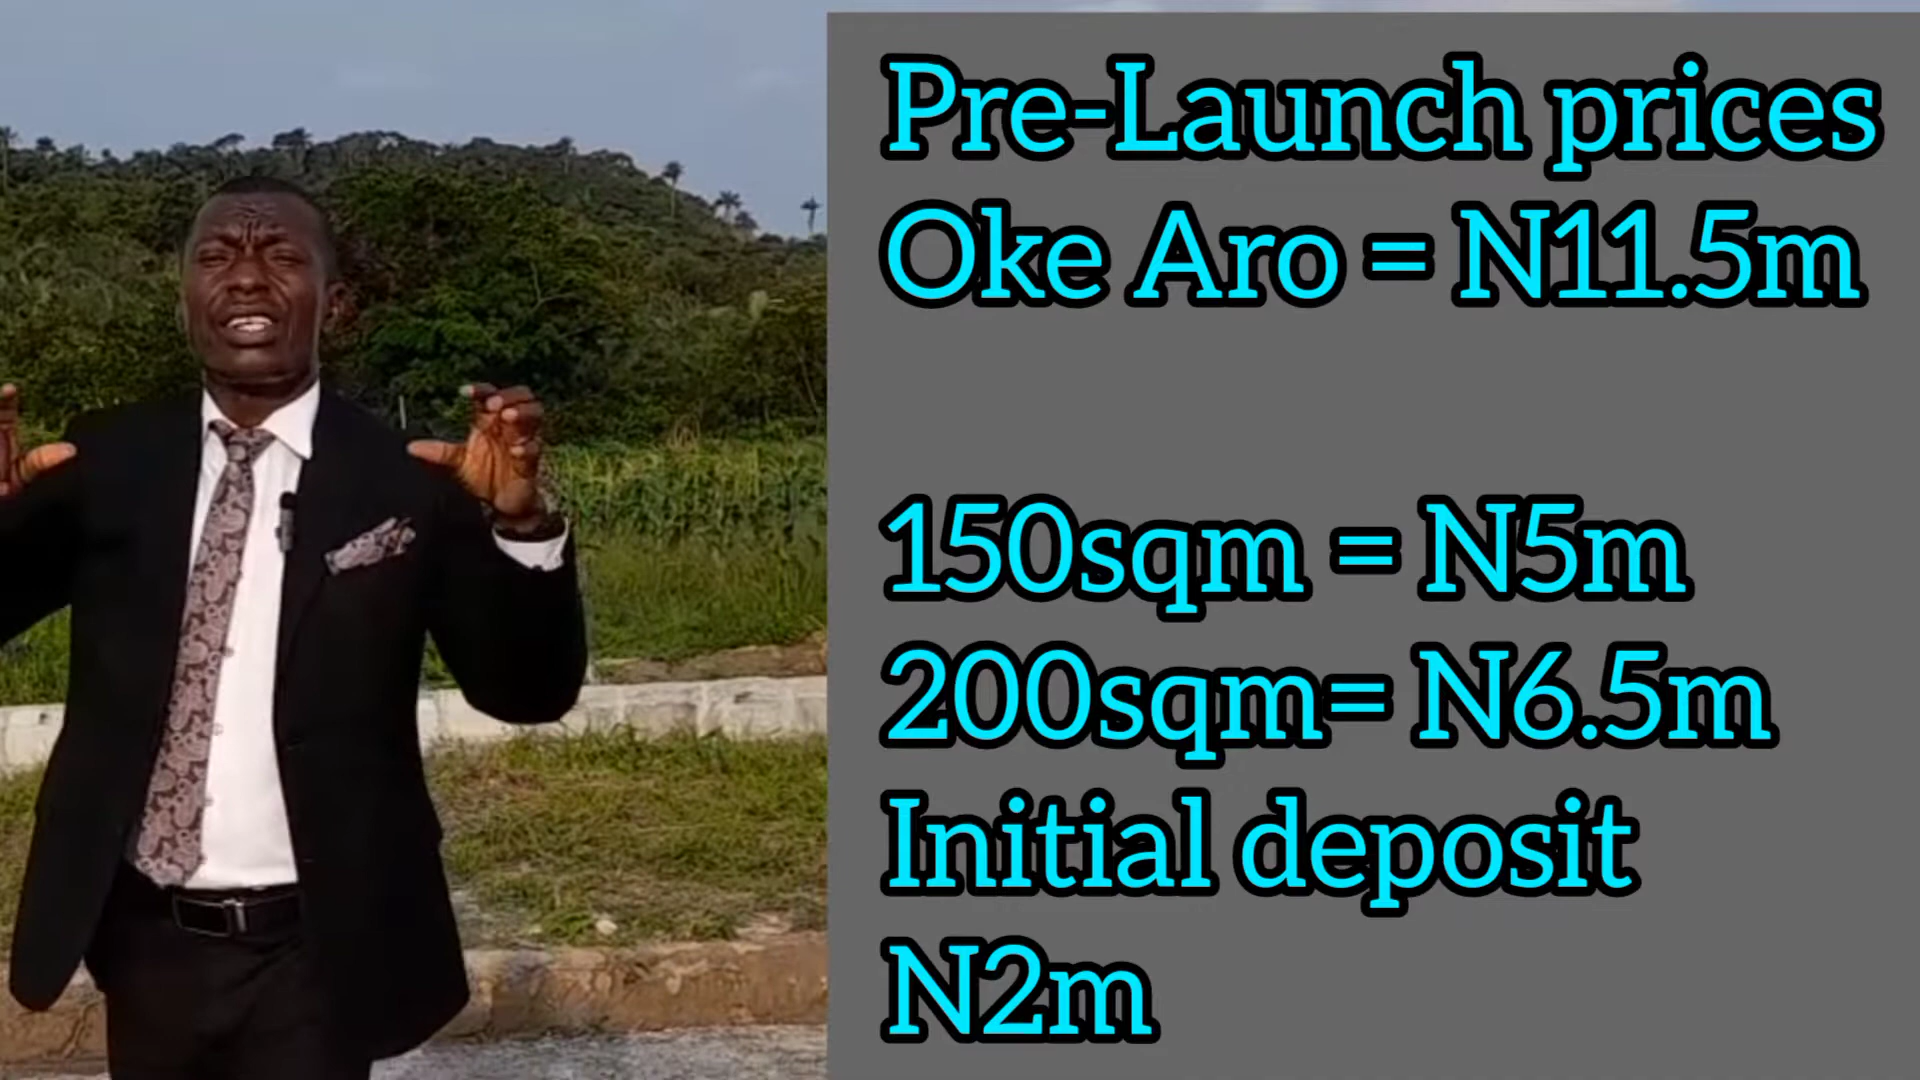 Pre-Launch prices
Oke Aro = N11.5m
150sqm = N5m
200sqm= N6.5m
Initial deposit
N2m